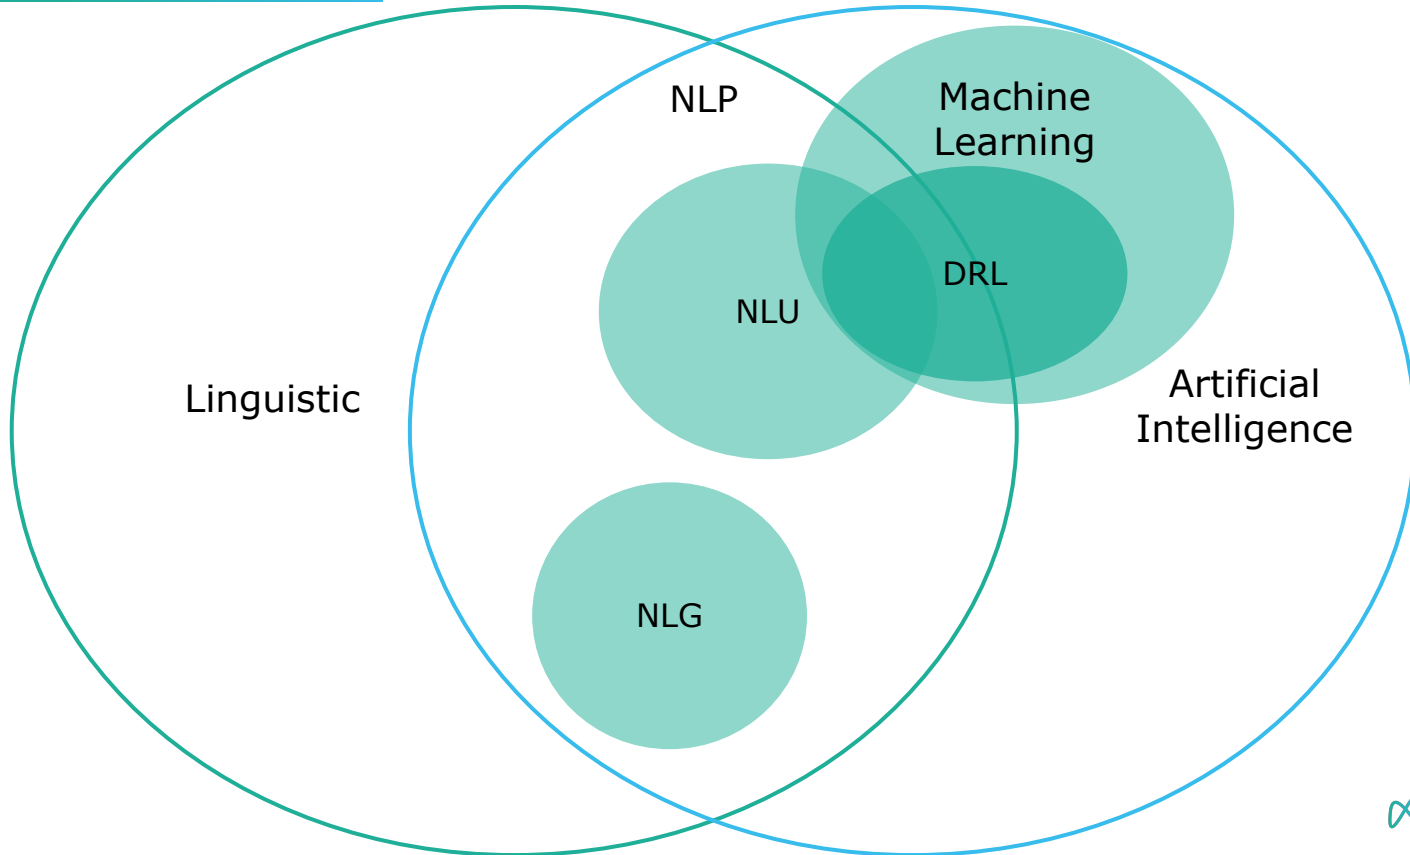 NLP
Machine
Learning
DRL
NLU
Linguistic
Artificial
Intelligence
NLG